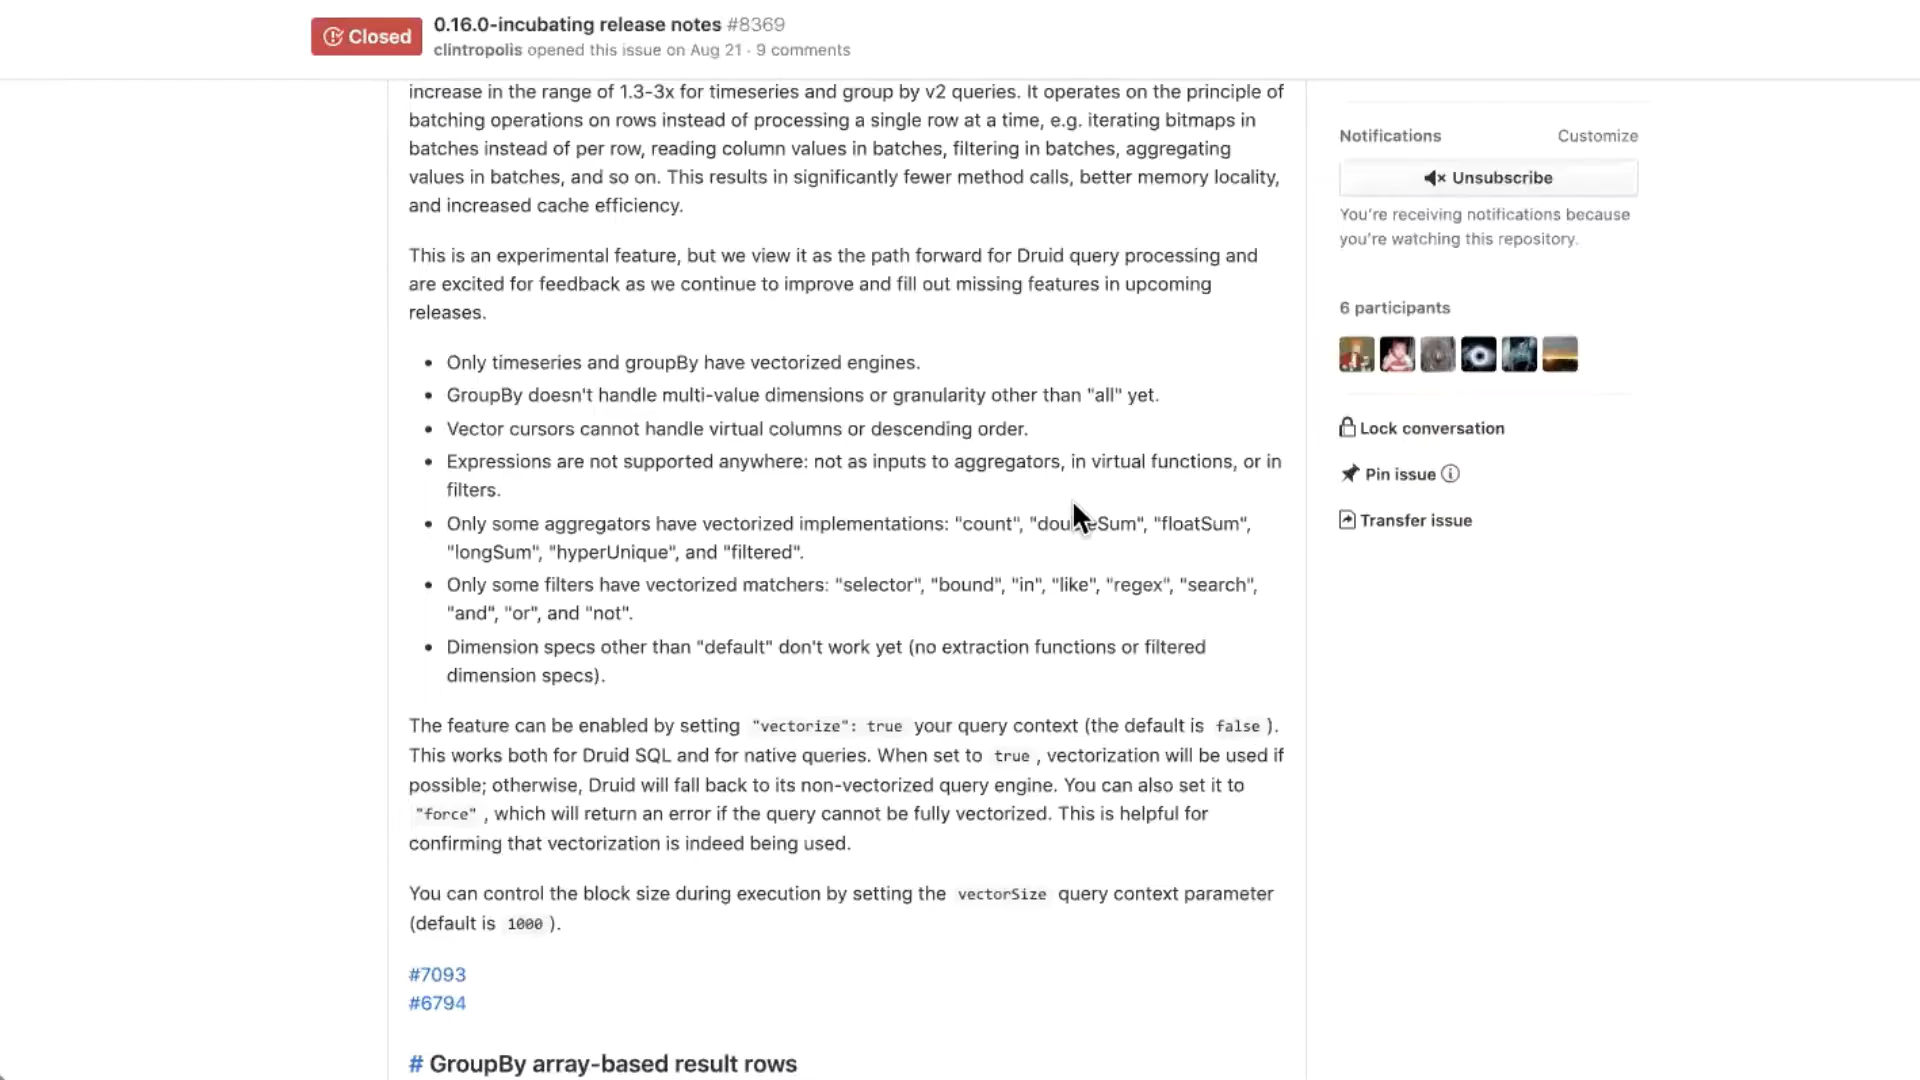 Closed
0.16.0-incubating release notes #8369
clintropolis opened this issue on Aug 21 · 9 comments
increase in the range of 1.3-3x for timeseries and group by v2 queries. It operates on the principle of
batching operations on rows instead of processing a single row at a time, e.g. iterating bitmaps in
batches instead of per row, reading column values in batches, filtering in batches, aggregating
values in batches, and so on. This results in significantly fewer method calls, better memory locality,
and increased cache efficiency.
This is an experimental feature, but we view it as the path forward for Druid query processing and
are excited for feedback as we continue to improve and fill out missing features in upcoming
releases.
• Only timeseries and groupBy have vectorized engines.
• GroupBy doesn't handle multi-value dimensions or granularity other than "all" yet.
• Vector cursors cannot handle virtual columns or descending order.
• Expressions are not supported anywhere: not as inputs to aggregators, in virtual functions, or in
filters.
• Only some aggregators have vectorized implementations: "count", "doubleSum", "floatSum",
"longSum", "hyperUnique", and "filtered".
• Only some filters have vectorized matchers: "selector", "bound", "in", "like", "regex", "search",
"and", "or", and "not".
• Dimension specs other than "default" don't work yet (no extraction functions or filtered
dimension specs).
The feature can be enabled by setting "vectorize": true your query context (the default is false ).
This works both for Druid SQL and for native queries. When set to true , vectorization will be used if
possible; otherwise, Druid will fall back to its non-vectorized query engine. You can also set it to
"force" , which will return an error if the query cannot be fully vectorized. This is helpful for
confirming that vectorization is indeed being used.
You can control the block size during execution by setting the vectorSize query context parameter
(default is 1000 ).
#7093
#6794
# GroupBy array-based result rows
Notifications Customize
Unsubscribe
You're receiving notifications because
you're watching this repository.
6 participants
Lock conversation
Pin issue
Transfer issue